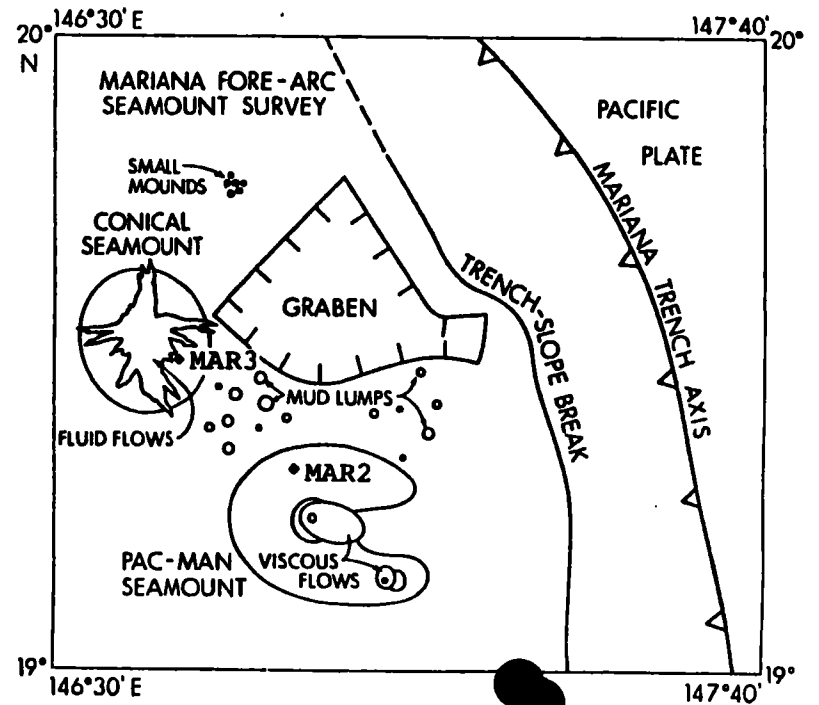 146°30' E
147°40'
20°
20°
N
MARIANA FORE-ARC
SEAMOUNT SURVEY
PACIFIC
PLATE
SMALL
MOUNDS
CONICAL
SEAMOUNT
MARIANA TRENCH AXIS
TRENCH-SLOPE BREAK
GRABEN
MAR3
MUD LUMPS
FLUID FLOWS
MAR2
PAC-MAN
SEAMOUNT
VISCOUS
FLOWS
19°
19°
146°30' E
147°40'